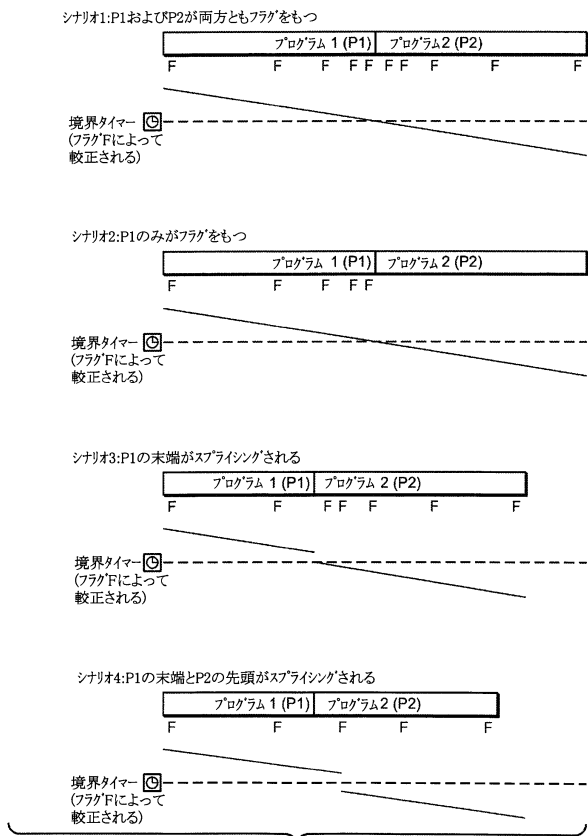 シナリオ1:P1およびP2が両方ともフラグをもつ
プログラム 1 (P1) プログラム2 (P2)
F F F F F F F F F F
境界タイマー
(フラグFによって
較正される)
シナリオ2:P1のみがフラグをもつ
プログラム 1 (P1) プログラム2 (P2)
F F F F F
境界タイマー
(フラグFによって
較正される)
シナリオ3:P1の末端がスプライシングされる
プログラム 1 (P1) プログラム 2 (P2)
F F F F F F F
境界タイマー
(フラグFによって
較正される)
シナリオ4:P1の末端とP2の先頭がスプライシングされる
プログラム 1 (P1) プログラム2 (P2)
F F F F F
境界タイマー
(フラグFによって
較正される)